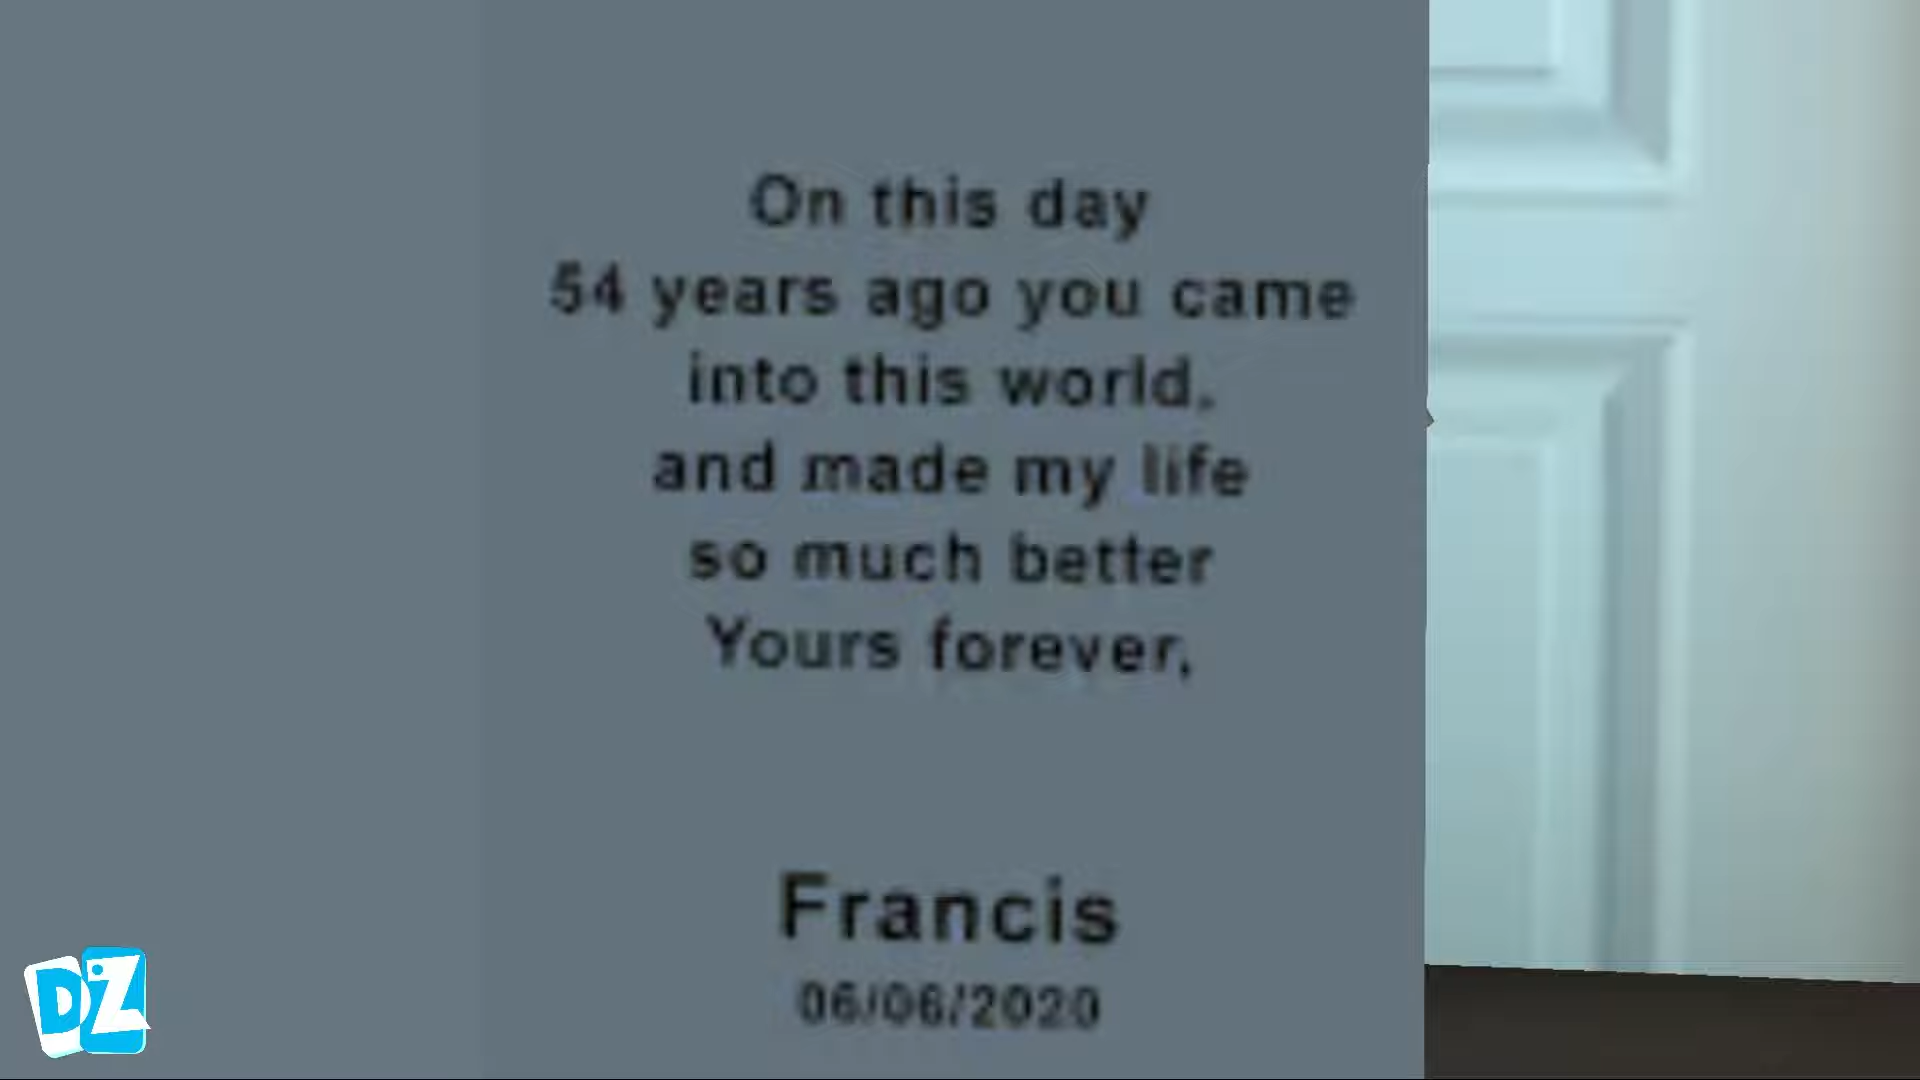 On this day
54 years ago you came
into this world.
and made my life
so much better
Yours forever,
Francis
06/06/2020
DiZ